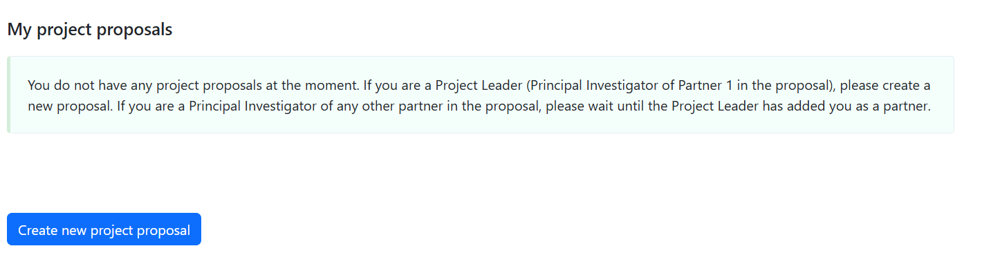 My project proposals
You do not have any project proposals at the moment. If you are a Project Leader (Principal Investigator of Partner 1 in the proposal), please create a
new proposal. If you are a Principal Investigator of any other partner in the proposal, please wait until the Project Leader has added you as a partner.
Create new project proposal